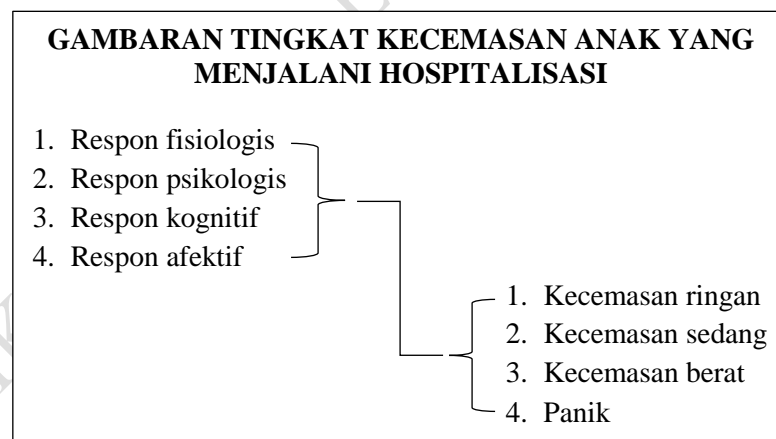 GAMBARAN TINGKAT KECEMASAN ANAK YANG
MENJALANI HOSPITALISASI
1. Respon fisiologis
2. Respon psikologis
3. Respon kognitif
4. Respon afektif
1. Kecemasan ringan
2. Kecemasan sedang
3. Kecemasan berat
4. Panik